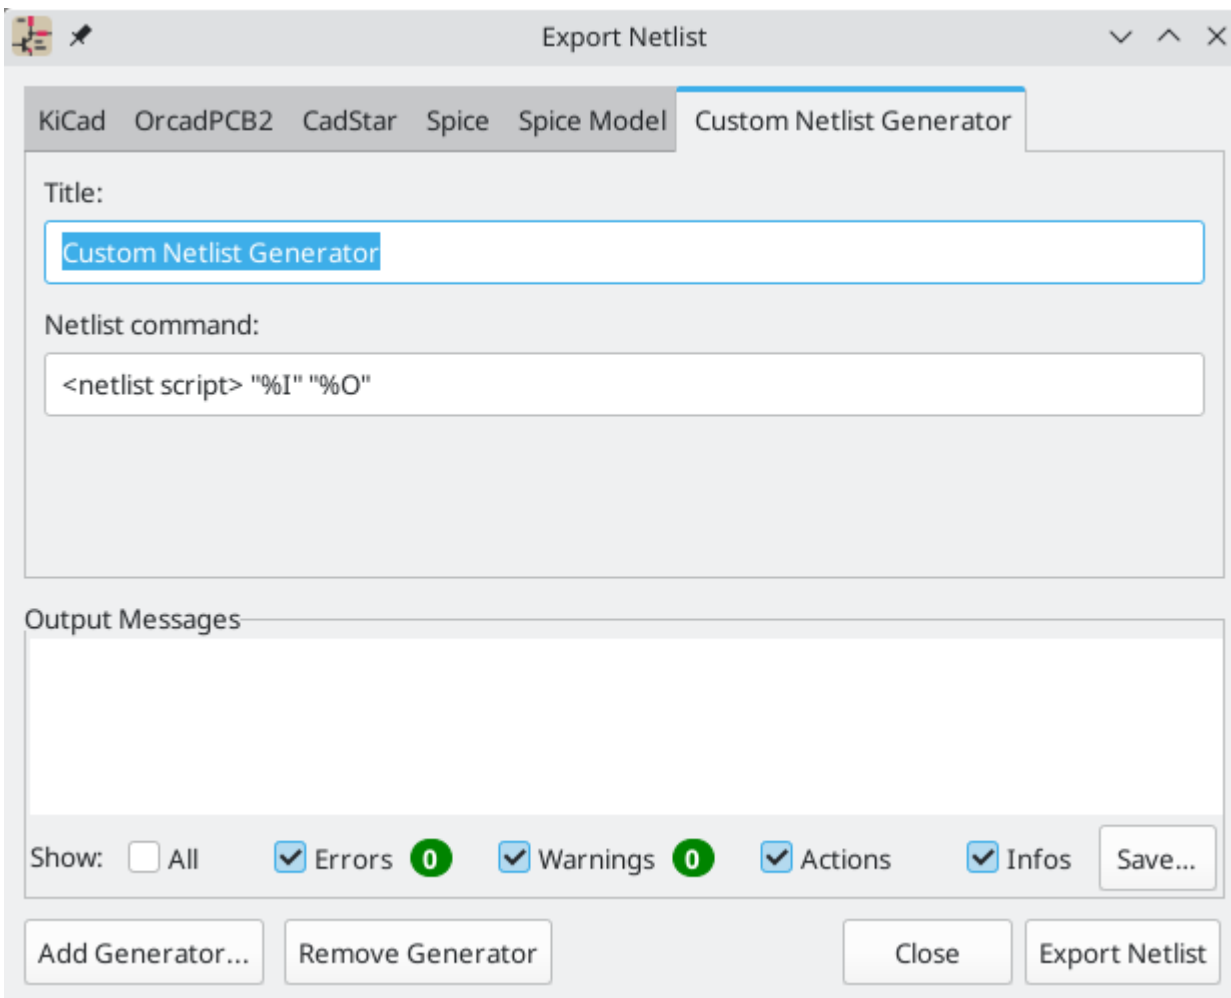 Export Netlist
KiCad OrcadPCB2 CadStar Spice Spice Model Custom Netlist Generator
Title:
Custom Netlist Generator
Netlist command:
<netlist script> "%I" "%O"
Output Messages
Show: All Errors 0 Warnings 0 Actions Infos Save...
Add Generator... Remove Generator Close Export Netlist